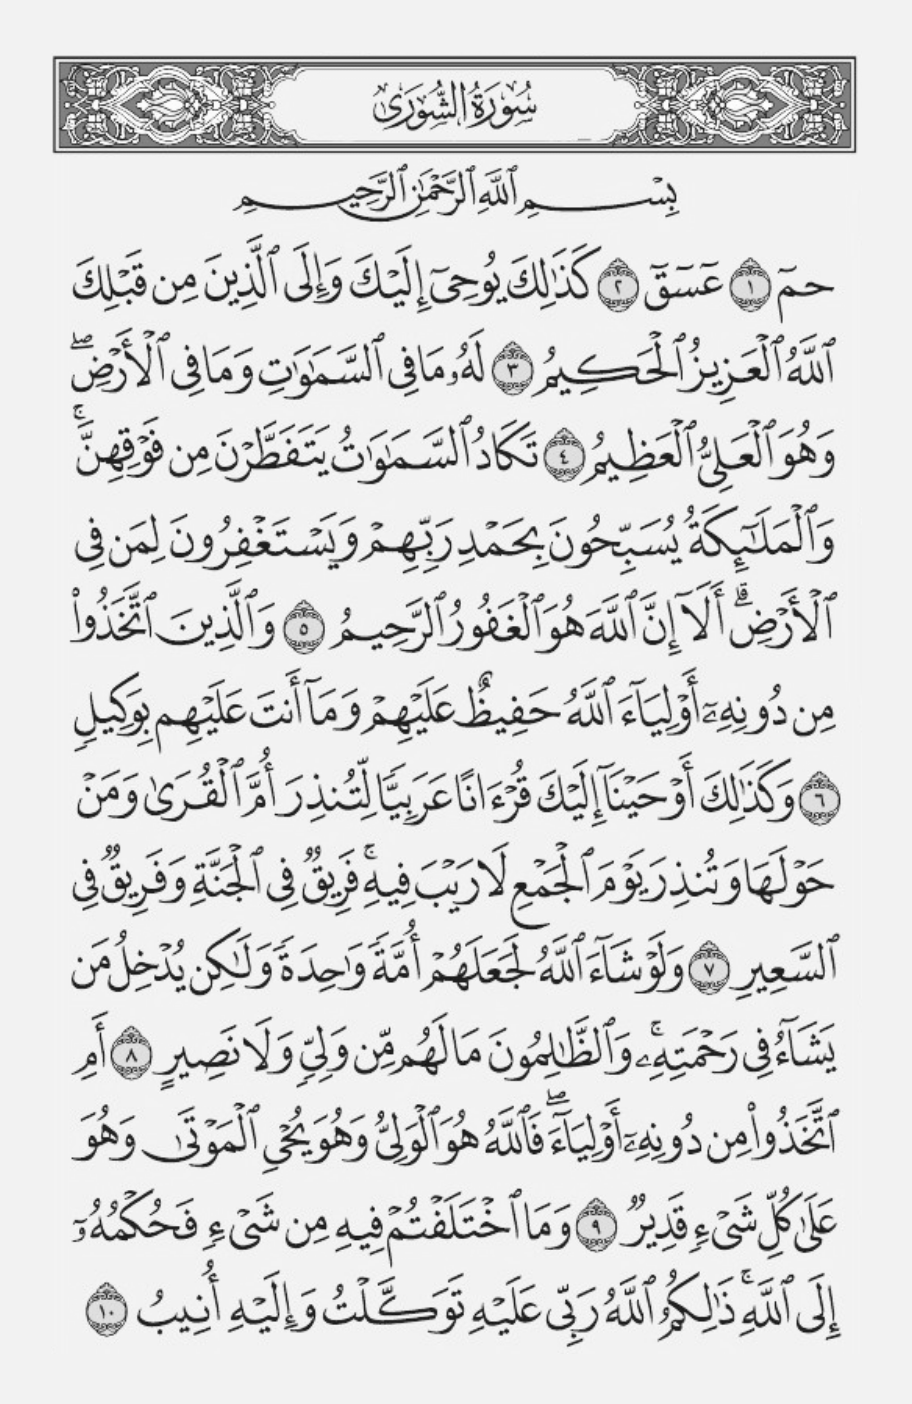 سُورَةُ الشُّورَىٰ
بِسْمِ ٱللَّهِ ٱلرَّحْمَٰنِ ٱلرَّحِيمِ
حمٓ ١ عٓسٓقٓ ٢ كَذَٰلِكَ يُوحِىٓ إِلَيْكَ وَإِلَى ٱلَّذِينَ مِن قَبْلِكَ
ٱللَّهُ ٱلْعَزِيزُ ٱلْحَكِيمُ ٣ لَهُۥ مَا فِى ٱلسَّمَٰوَٰتِ وَمَا فِى ٱلْأَرْضِۖ
وَهُوَ ٱلْعَلِىُّ ٱلْعَظِيمُ ٤ تَكَادُ ٱلسَّمَٰوَٰتُ يَتَفَطَّرْنَ مِن فَوْقِهِنَّۚ
وَٱلْمَلَٰٓئِكَةُ يُسَبِّحُونَ بِحَمْدِ رَبِّهِمْ وَيَسْتَغْفِرُونَ لِمَن فِى
ٱلْأَرْضِۗ أَلَآ إِنَّ ٱللَّهَ هُوَ ٱلْغَفُورُ ٱلرَّحِيمُ ٥ وَٱلَّذِينَ ٱتَّخَذُوا۟
مِن دُونِهِۦٓ أَوْلِيَآءَ ٱللَّهُ حَفِيظٌ عَلَيْهِمْ وَمَآ أَنتَ عَلَيْهِم بِوَكِيلٍ
٦ وَكَذَٰلِكَ أَوْحَيْنَآ إِلَيْكَ قُرْءَانًا عَرَبِيًّا لِّتُنذِرَ أُمَّ ٱلْقُرَىٰ وَمَنْ
حَوْلَهَا وَتُنذِرَ يَوْمَ ٱلْجَمْعِ لَا رَيْبَ فِيهِۚ فَرِيقٌ فِى ٱلْجَنَّةِ وَفَرِيقٌ فِى
ٱلسَّعِيرِ ٧ وَلَوْ شَآءَ ٱللَّهُ لَجَعَلَهُمْ أُمَّةً وَٰحِدَةً وَلَٰكِن يُدْخِلُ مَن
يَشَآءُ فِى رَحْمَتِهِۦۚ وَٱلظَّٰلِمُونَ مَا لَهُم مِّن وَلِىٍّ وَلَا نَصِيرٍ ٨ أَمِ
ٱتَّخَذُوا۟ مِن دُونِهِۦٓ أَوْلِيَآءَۖ فَٱللَّهُ هُوَ ٱلْوَلِىُّ وَهُوَ يُحْىِ ٱلْمَوْتَىٰ وَهُوَ
عَلَىٰ كُلِّ شَىْءٍ قَدِيرٌ ٩ وَمَا ٱخْتَلَفْتُمْ فِيهِ مِن شَىْءٍ فَحُكْمُهُۥٓ
إِلَى ٱللَّهِۚ ذَٰلِكُمُ ٱللَّهُ رَبِّى عَلَيْهِ تَوَكَّلْتُ وَإِلَيْهِ أُنِيبُ ١٠